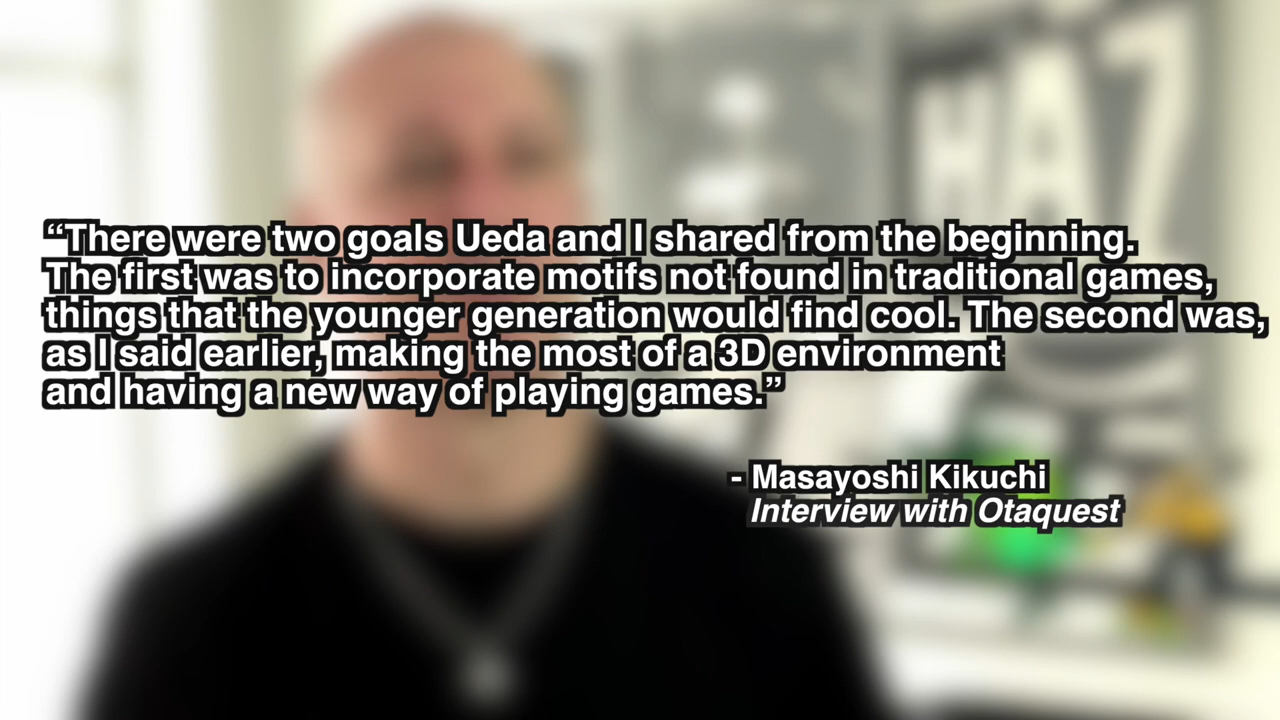 “There were two goals Ueda and I shared from the beginning.
The first was to incorporate motifs not found in traditional games,
things that the younger generation would find cool. The second was,
as I said earlier, making the most of a 3D environment
and having a new way of playing games.”
- Masayoshi Kikuchi
Interview with Otaquest